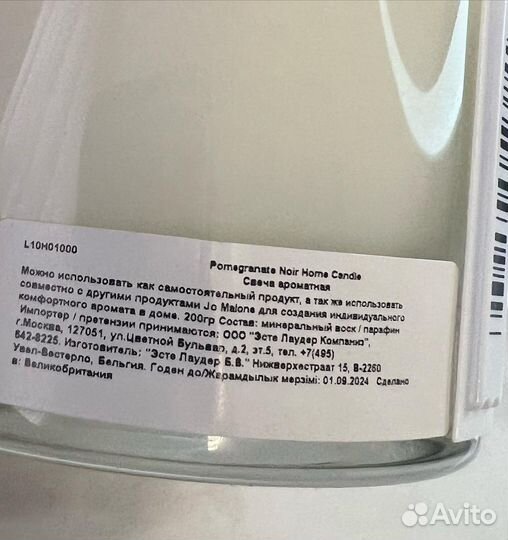 L10H01000
Pomegranate Noir Home Candle
Свеча ароматная
Можно использовать как самостоятельный продукт, а так же использовать
совместно с другими продуктами Jo Malone для создания индивидуального
комфортного аромата в доме. 200гр Состав: минеральный воск / парафин
Импортер / претензии принимаются: ООО "Эсте Лаудер Компаниз",
г.Москва, 127051, ул.Цветной Бульвар, д.2, эт.5, тел. +7(495)
642-8225. Изготовитель; "Эсте Лаудер Б.В." Нижверхестраат 15, B-2260
Увел-Вестерло, Бельгия. Годен до/Жарамдылык мерзімі: 01.09.2024 Сделано
в: Великобритания
Avito